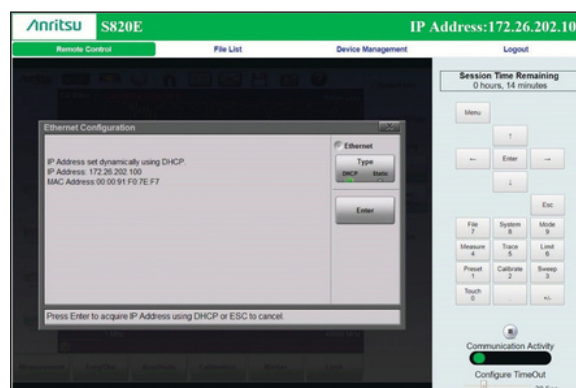 Anritsu S820E IP Address:172.26.202.10
Remote Control File List Device Management Logout
Session Time Remaining
0 hours, 14 minutes
Menu
Ethernet Configuration
Ethernet
IP Address set dynamically using DHCP.
Type
IP Address: 172.26.202.100
DHCP Static
MAC Address:00:00:91:F0:7E:F7
Enter
Press Enter to acquire IP Address using DHCP or ESC to cancel.
← ↑ Enter → ↓
Esc
File System Mode
7 8 9
Measure Trace Limit
4 5 6
Preset Calibrate Sweep
1 2 3
Touch
0 . +/-
Communication Activity
Configure TimeOut